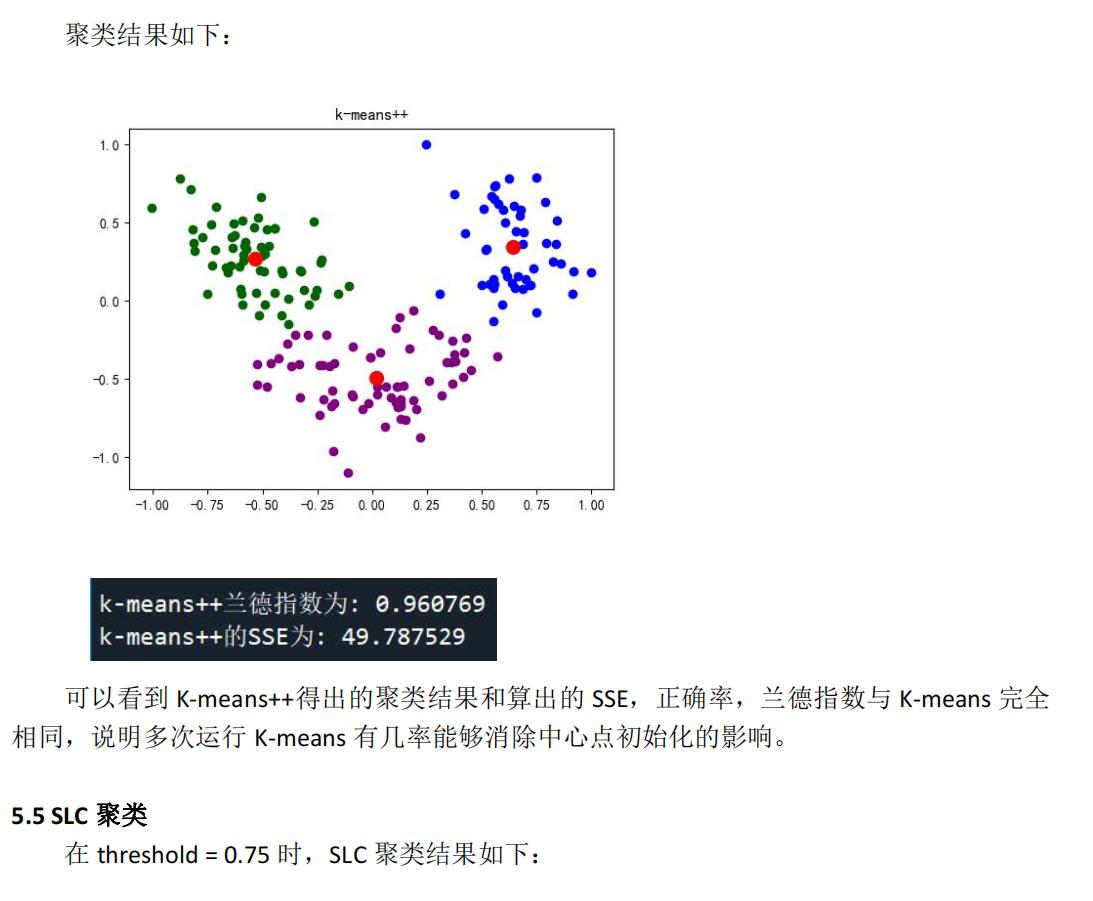 聚类结果如下：
k-means++
1.0
0.5
0.0
−0.5
−1.0
−1.00 −0.75 −0.50 −0.25 0.00 0.25 0.50 0.75 1.00
k-means++兰德指数为: 0.960769
k-means++的SSE为: 49.787529
可以看到 K-means++得出的聚类结果和算出的 SSE，正确率，兰德指数与 K-means 完全
相同，说明多次运行 K-means 有几率能够消除中心点初始化的影响。
5.5 SLC 聚类
在 threshold = 0.75 时，SLC 聚类结果如下：